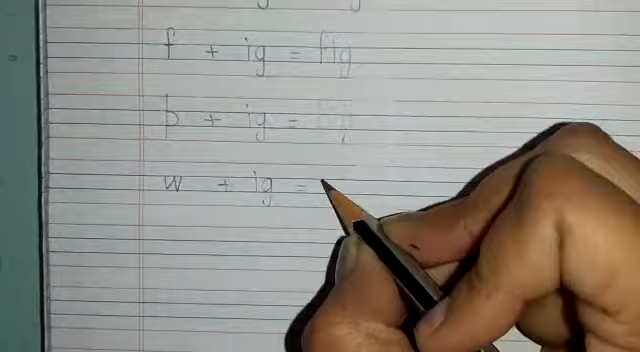 f + ig = fig
b + ig =
w + ig =